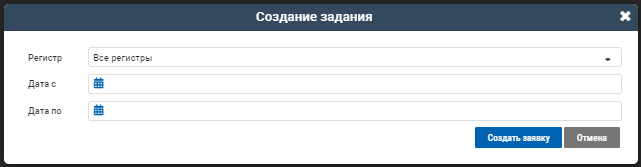 Создание задания
Регистр Все регистры
Дата с
Дата по
Создать заявку Отмена